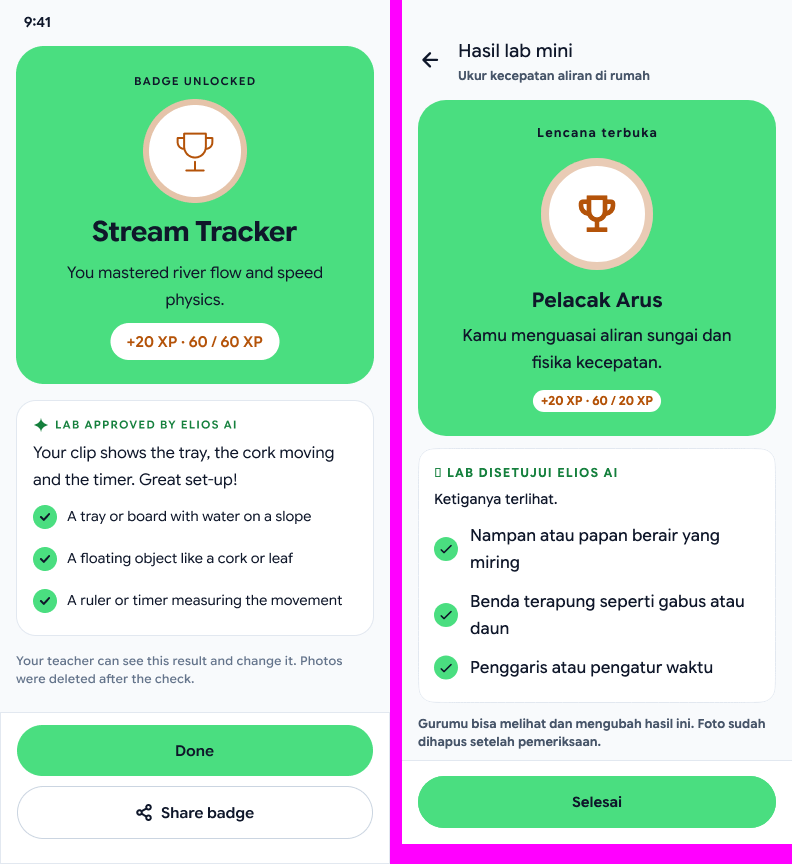 9:41
BADGE UNLOCKED
Stream Tracker
You mastered river flow and speed
physics.
+20 XP · 60 / 60 XP
LAB APPROVED BY ELIOS AI
Your clip shows the tray, the cork moving
and the timer. Great set-up!
A tray or board with water on a slope
A floating object like a cork or leaf
A ruler or timer measuring the movement
Your teacher can see this result and change it. Photos
were deleted after the check.
Done
Share badge
Hasil lab mini
Ukur kecepatan aliran di rumah
Lencana terbuka
Pelacak Arus
Kamu menguasai aliran sungai dan
fisika kecepatan.
+20 XP · 60 / 20 XP
LAB DISETUJUI ELIOS AI
Ketiganya terlihat.
Nampan atau papan berair yang
miring
Benda terapung seperti gabus atau
daun
Penggaris atau pengatur waktu
Gurumu bisa melihat dan mengubah hasil ini. Foto sudah
dihapus setelah pemeriksaan.
Selesai